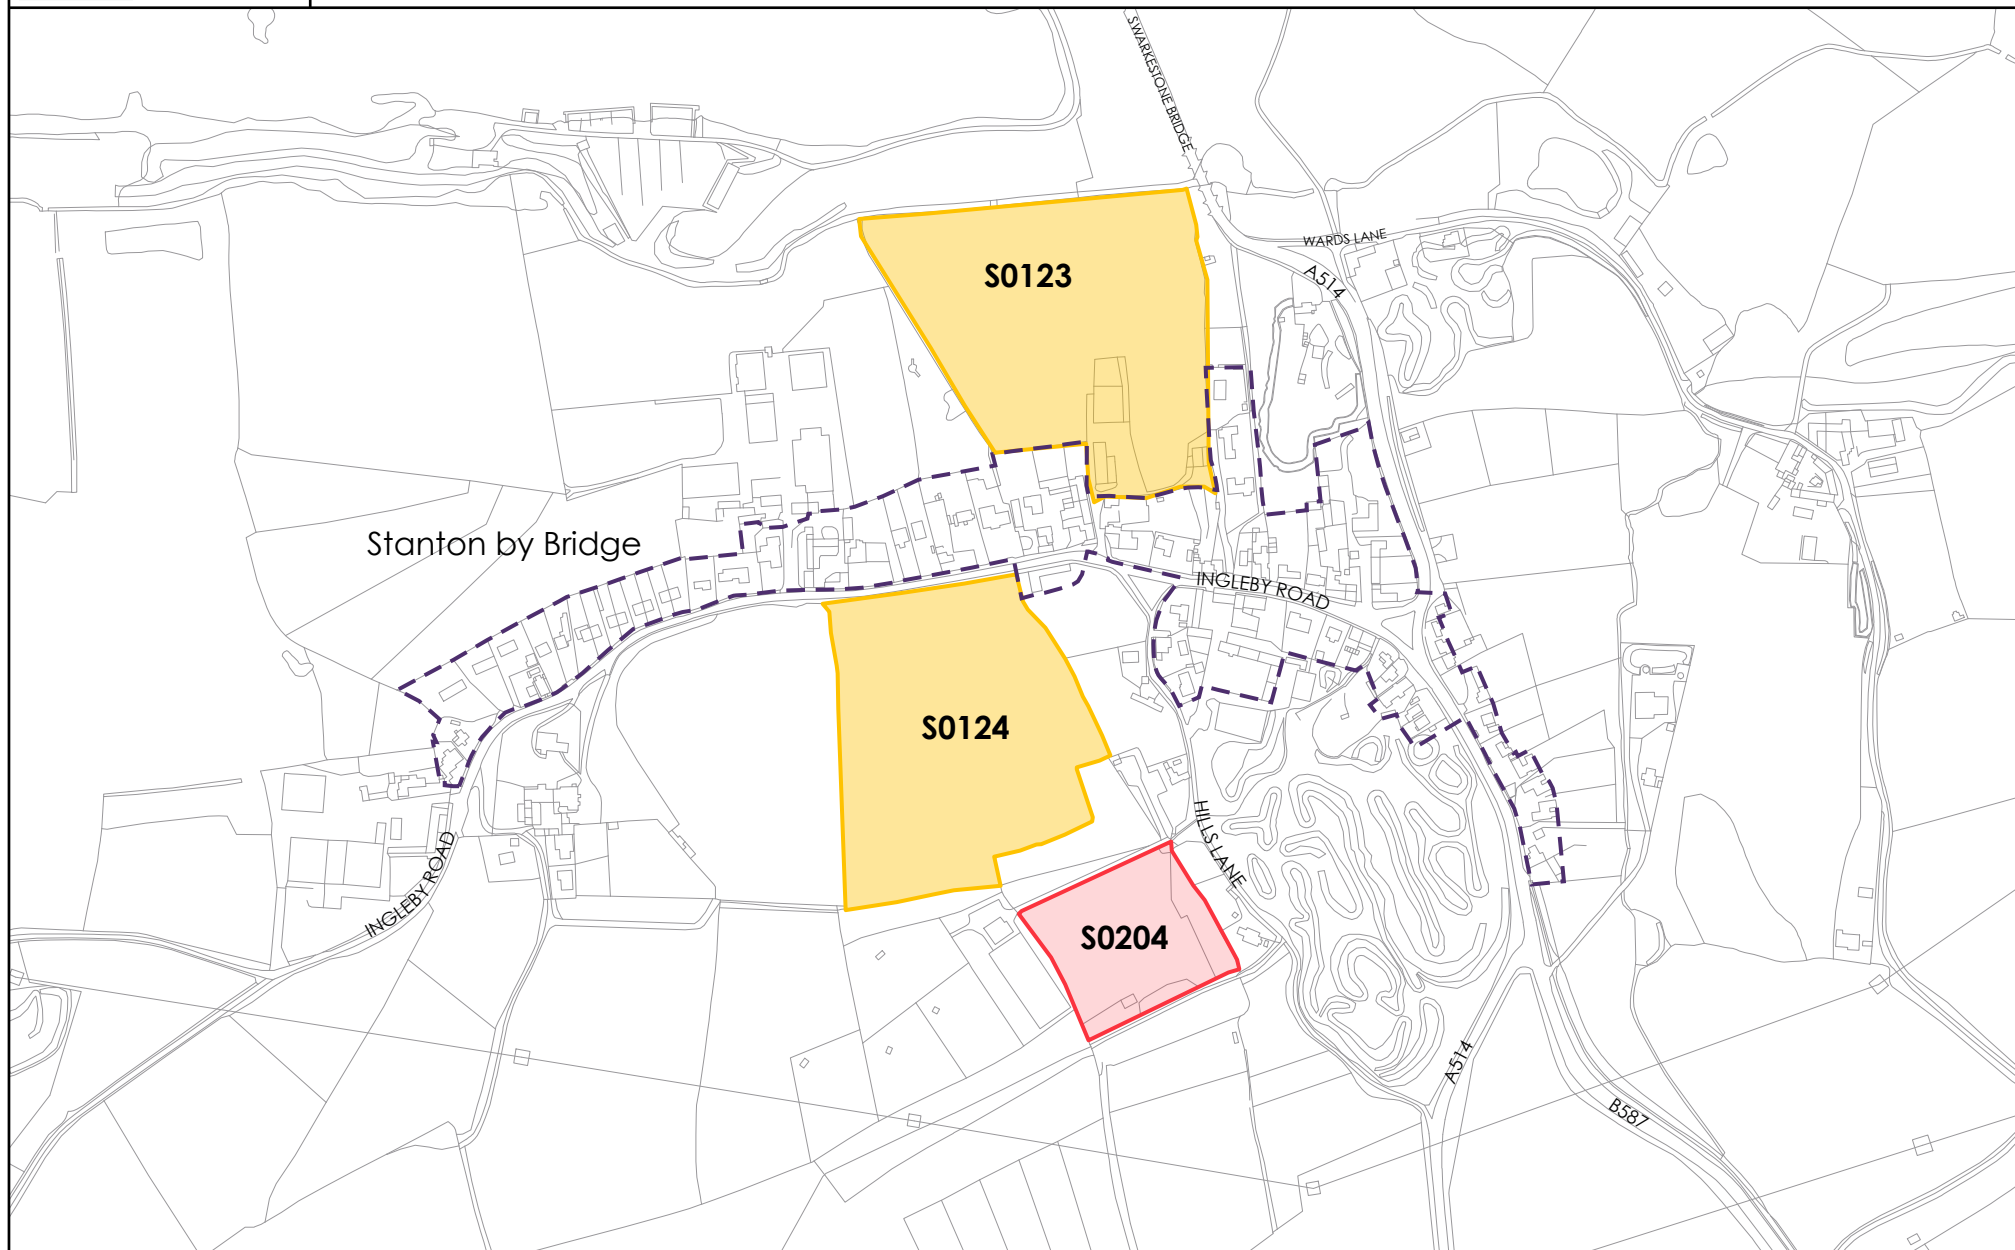 SWARKESTONE BRIDGE
WARDS LANE
S0123
A514
Stanton by Bridge
INGLEBY ROAD
S0124
HILLS LANE
INGLEBY ROAD
S0204
A514
B587